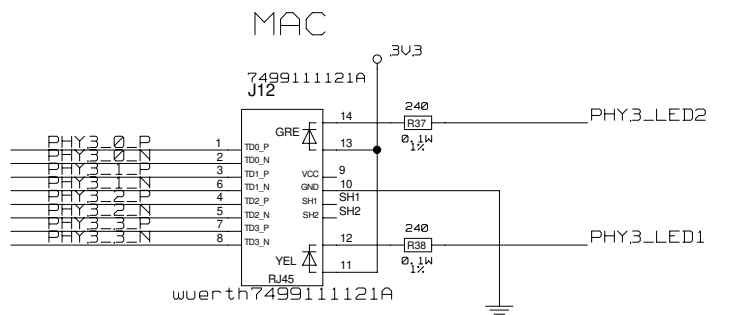 MAC
3V3
7499111121A
J12
14
240
R37
0.1W
1%
PHY3_LED2
GRE
13
PHY3_0_P
1
TD0_P
PHY3_0_N
2
TD0_N
PHY3_1_P
3
TD1_P
VCC
9
PHY3_1_N
6
TD1_N
GND
10
PHY3_2_P
4
TD2_P
SH1
SH1
PHY3_2_N
5
TD2_N
SH2
SH2
PHY3_3_P
7
TD3_P
PHY3_3_N
8
TD3_N
12
240
R38
0.1W
1%
PHY3_LED1
YEL
11
RJ45
wuerth7499111121A